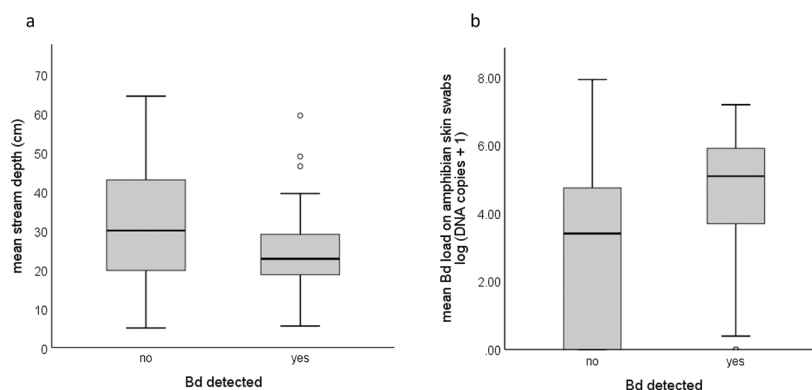 a
mean stream depth (cm)
70
60
50
40
30
20
10
0
no yes
Bd detected
b
mean Bd load on amphibian skin swabs
log (DNA copies + 1)
8.00
6.00
4.00
2.00
.00
no yes
Bd detected